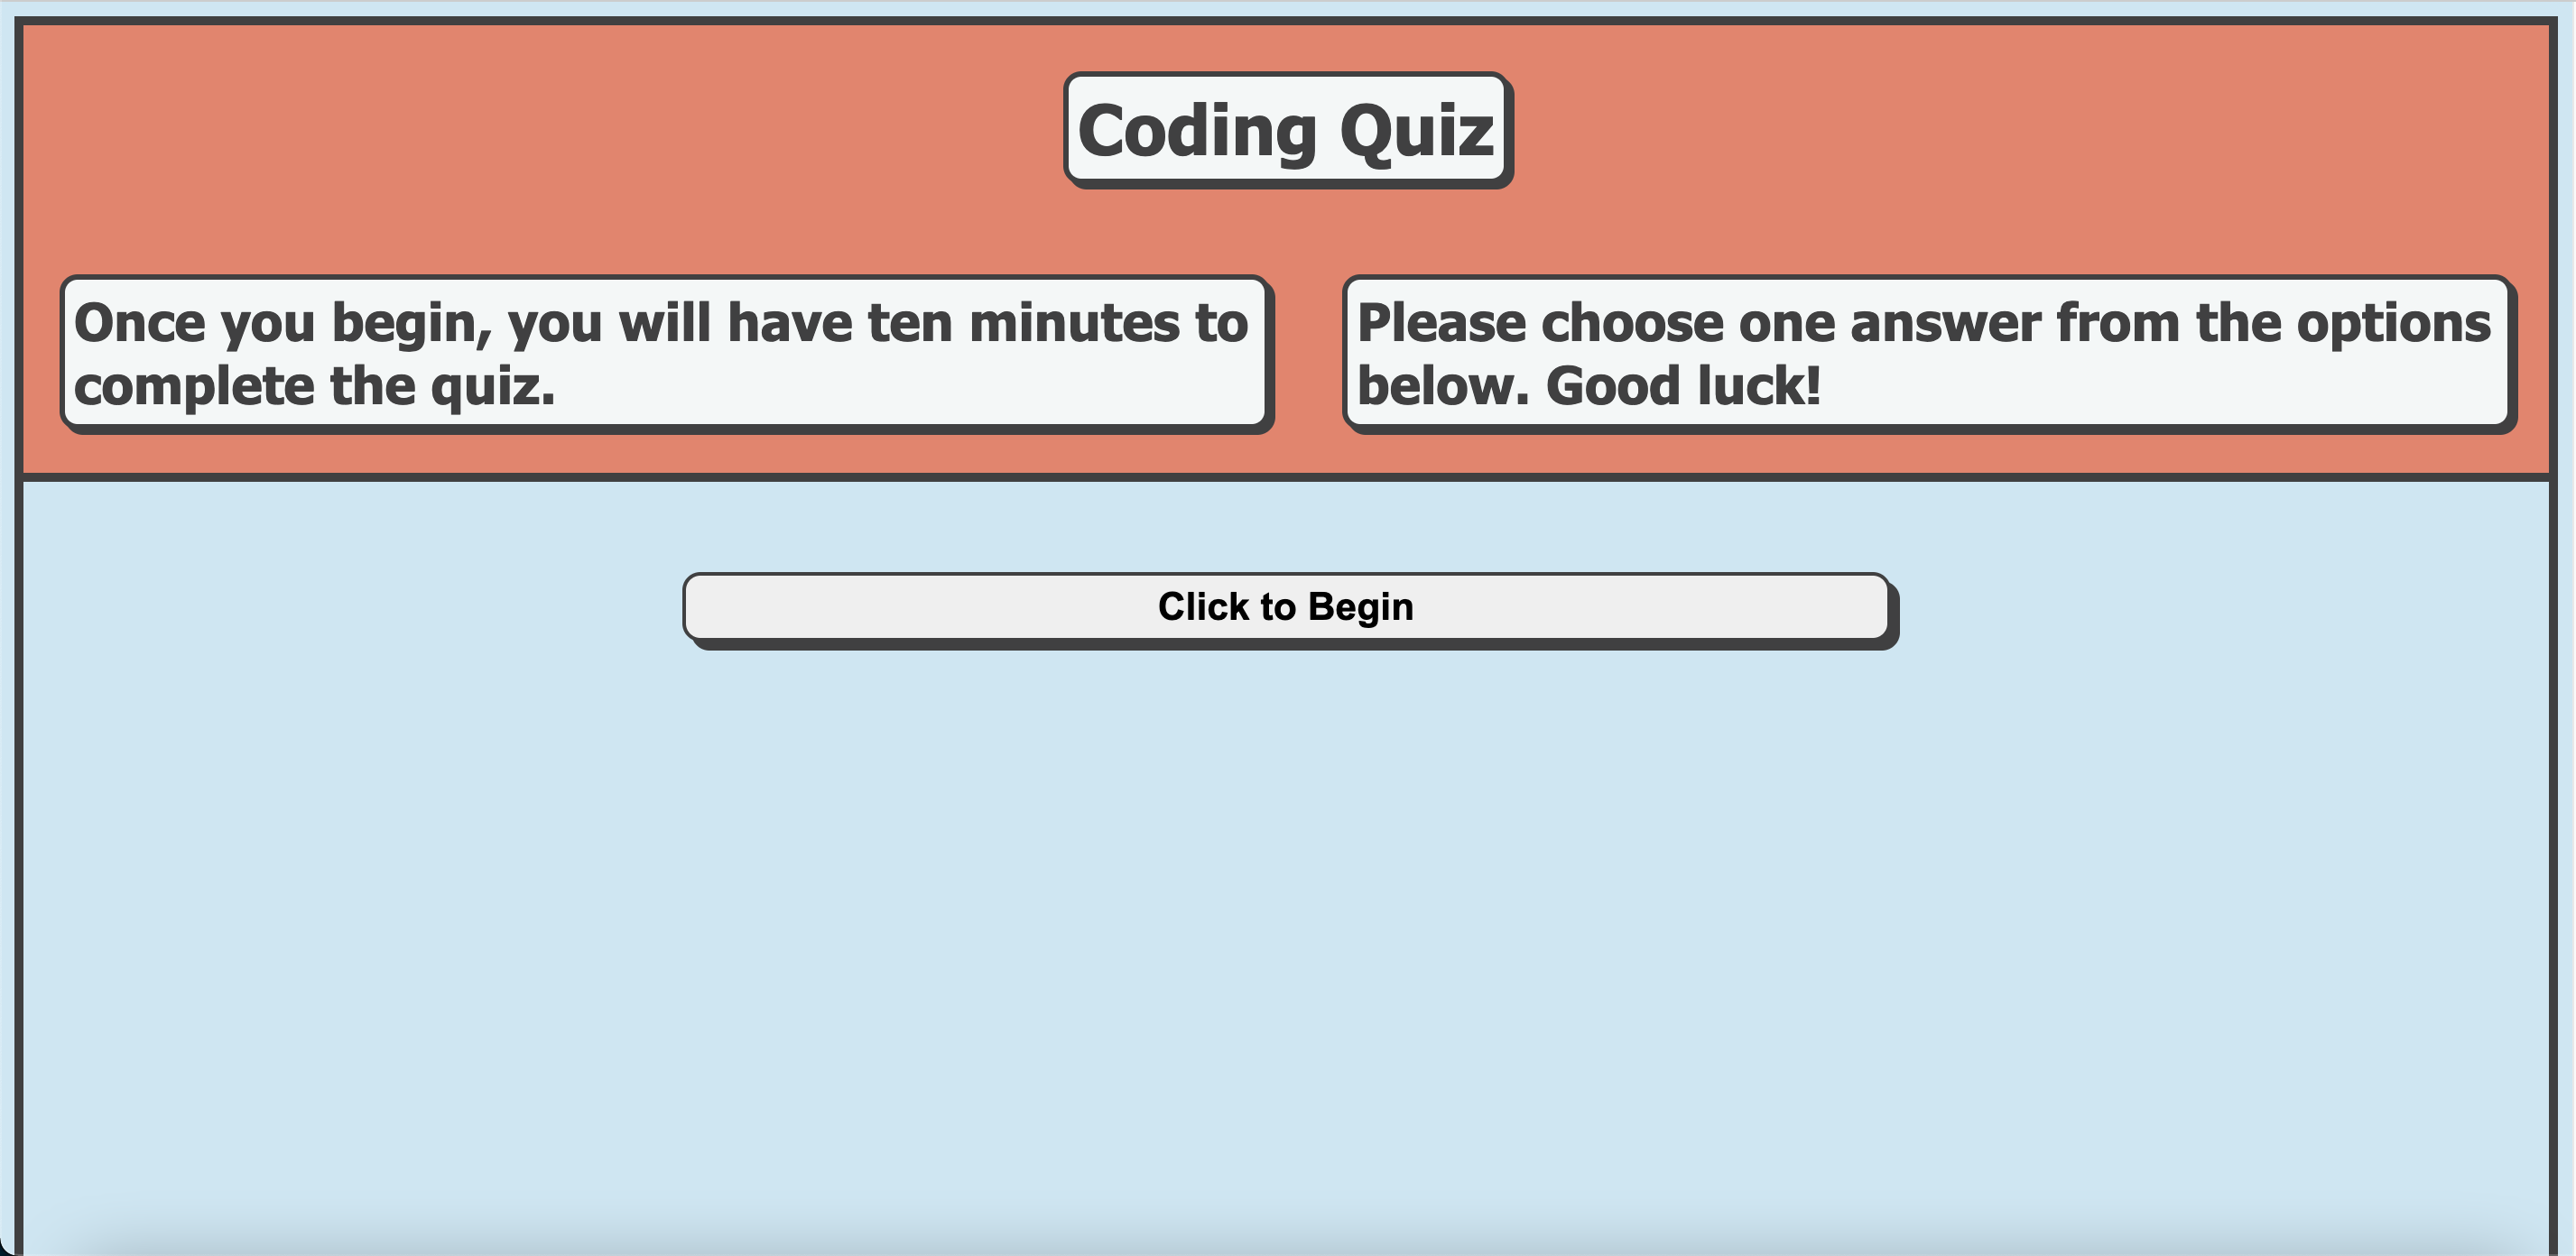 Coding Quiz
Once you begin, you will have ten minutes to
complete the quiz.
Please choose one answer from the options
below. Good luck!
Click to Begin